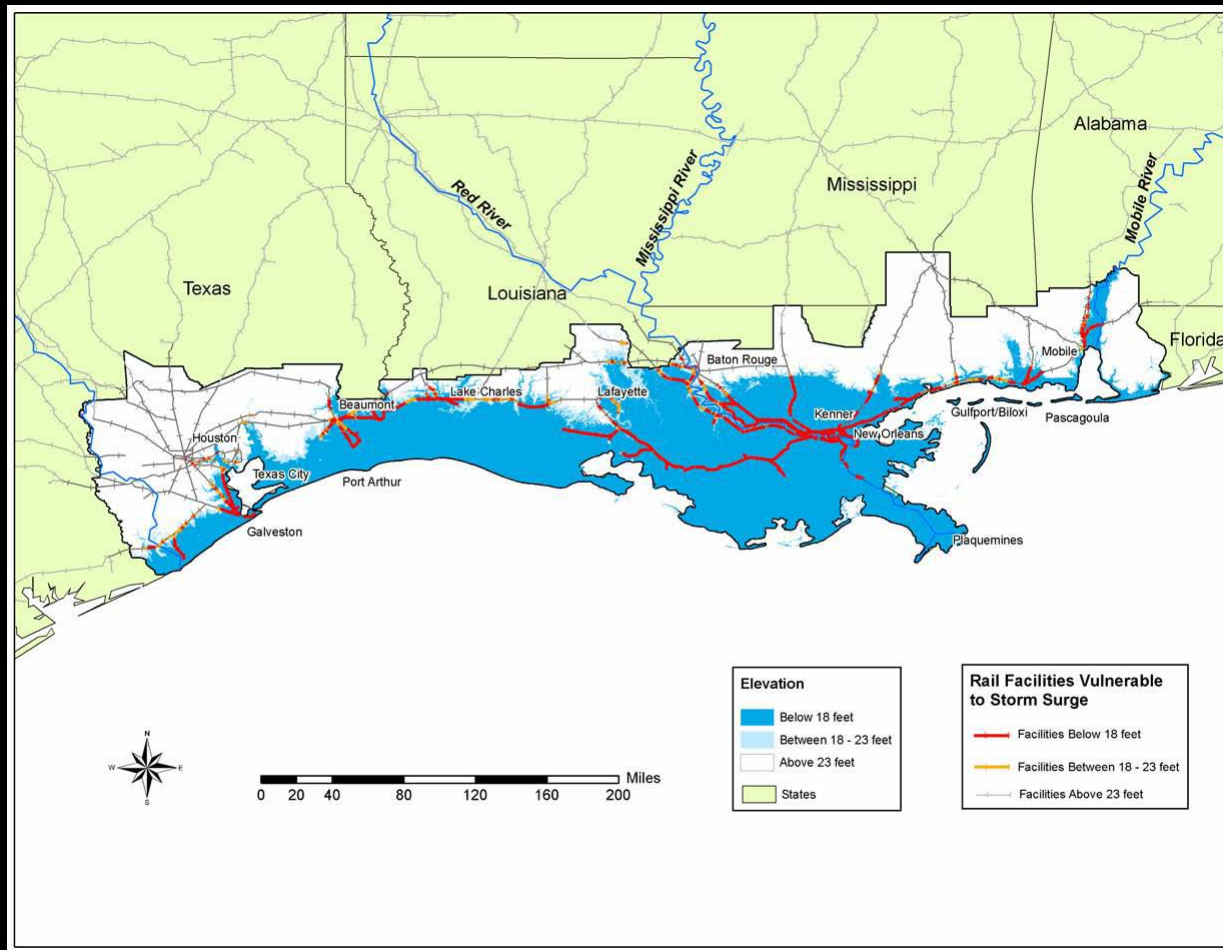 Alabama
Mississippi
Mobile River
Mississippi River
Red River
Texas
Louisiana
Florida
Baton Rouge
Mobile
Lake Charles
Lafayette
Beaumont
Kenner
Gulfport/Biloxi
Pascagoula
New Orleans
Houston
Texas City
Port Arthur
Galveston
Plaquemines
Elevation
Below 18 feet
Between 18 - 23 feet
Above 23 feet
States
Rail Facilities Vulnerable
to Storm Surge
Facilities Below 18 feet
Facilities Between 18 - 23 feet
Facilities Above 23 feet
N
W E
S
Miles
0 20 40 80 120 160 200